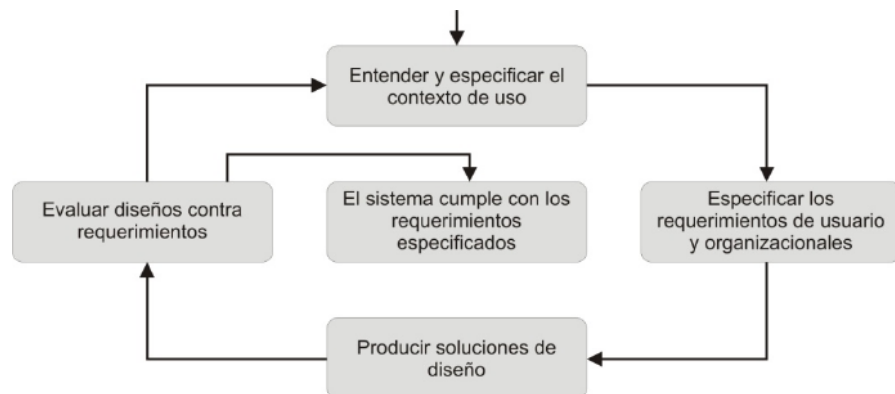 Entender y especificar el
contexto de uso
Evaluar diseños contra
requerimientos
El sistema cumple con los
requerimientos
especificados
Especificar los
requerimientos de usuario
y organizacionales
Producir soluciones de
diseño